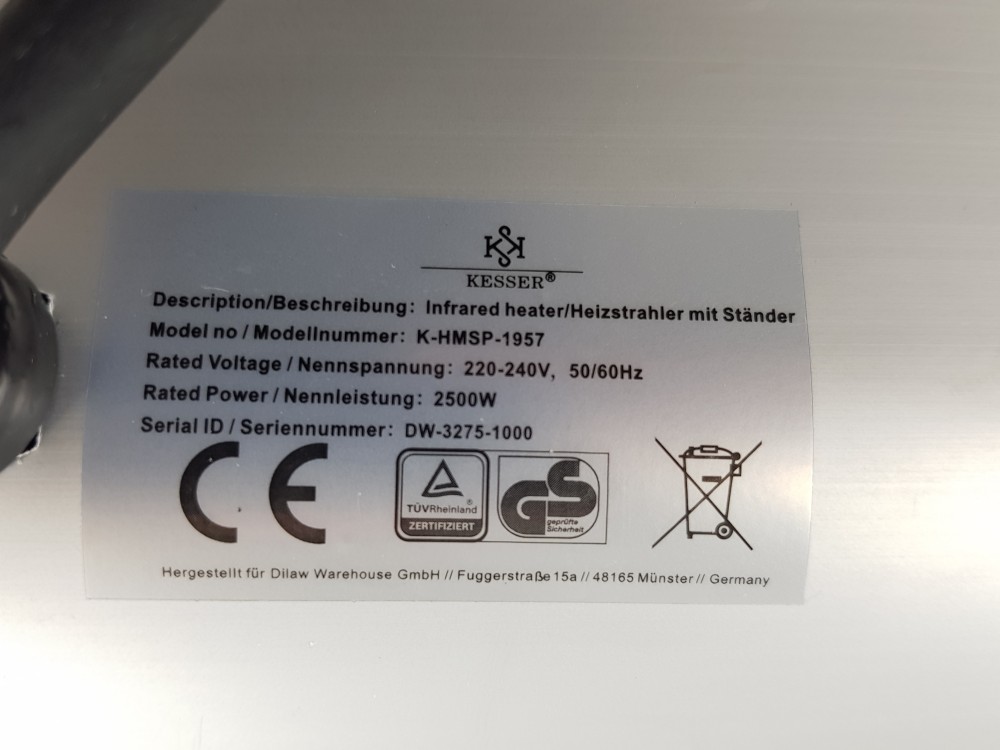 KESSER®
Description/Beschreibung: Infrared heater/Heizstrahler mit Ständer
Model no / Modellnummer: K-HMSP-1957
Rated Voltage / Nennspannung: 220-240V, 50/60Hz
Rated Power / Nennleistung: 2500W
Serial ID / Seriennummer: DW-3275-1000
CE
TÜVRheinland®
ZERTIFIZIERT
GS
geprüfte
Sicherheit
Hergestellt für Dilaw Warehouse GmbH // Fuggerstraße 15a // 48165 Münster // Germany